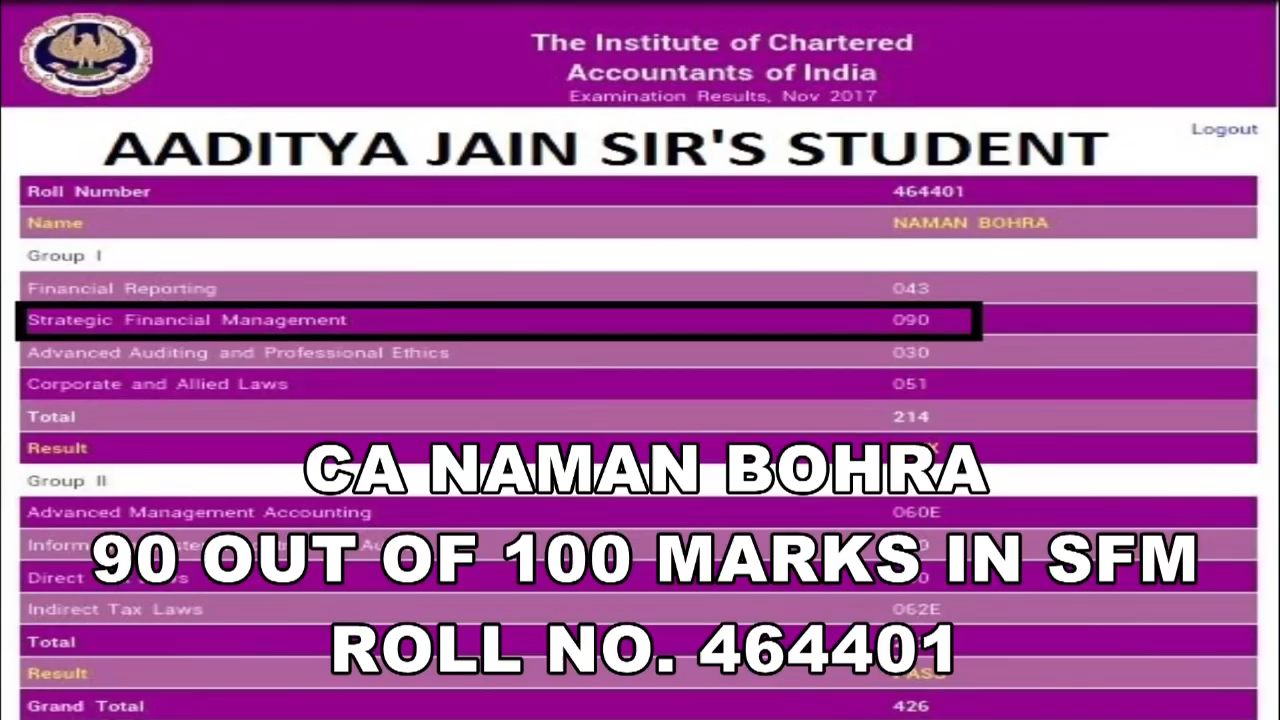 The Institute of Chartered
Accountants of India
Examination Results, Nov 2017
Logout
AADITYA JAIN SIR'S STUDENT
Roll Number 464401
Name NAMAN BOHRA
Group I
Financial Reporting 043
Strategic Financial Management 090
Advanced Auditing and Professional Ethics 030
Corporate and Allied Laws 051
Total 214
Result
CA NAMAN BOHRA
Group II
Advanced Management Accounting 060E
90 OUT OF 100 MARKS IN SFM
Direct
Indirect Tax Laws 062E
Total
ROLL NO. 464401
Result PASS
Grand Total 426